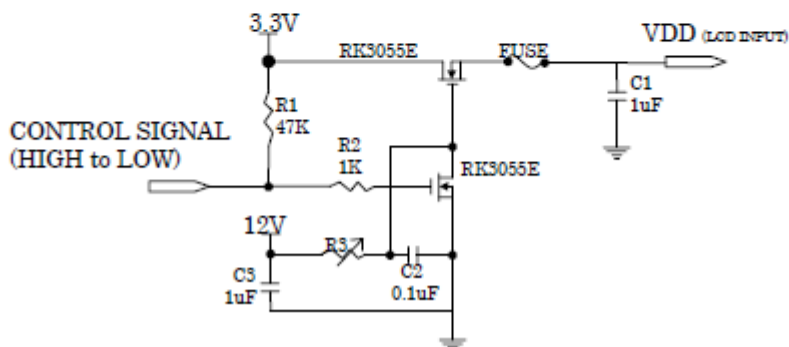 3.3V
RK3055E
FUSE
VDD (LCD INPUT)
R1
47K
C1
1uF
CONTROL SIGNAL
(HIGH to LOW)
R2
1K
RK3055E
12V
R3
C3
1uF
C2
0.1uF